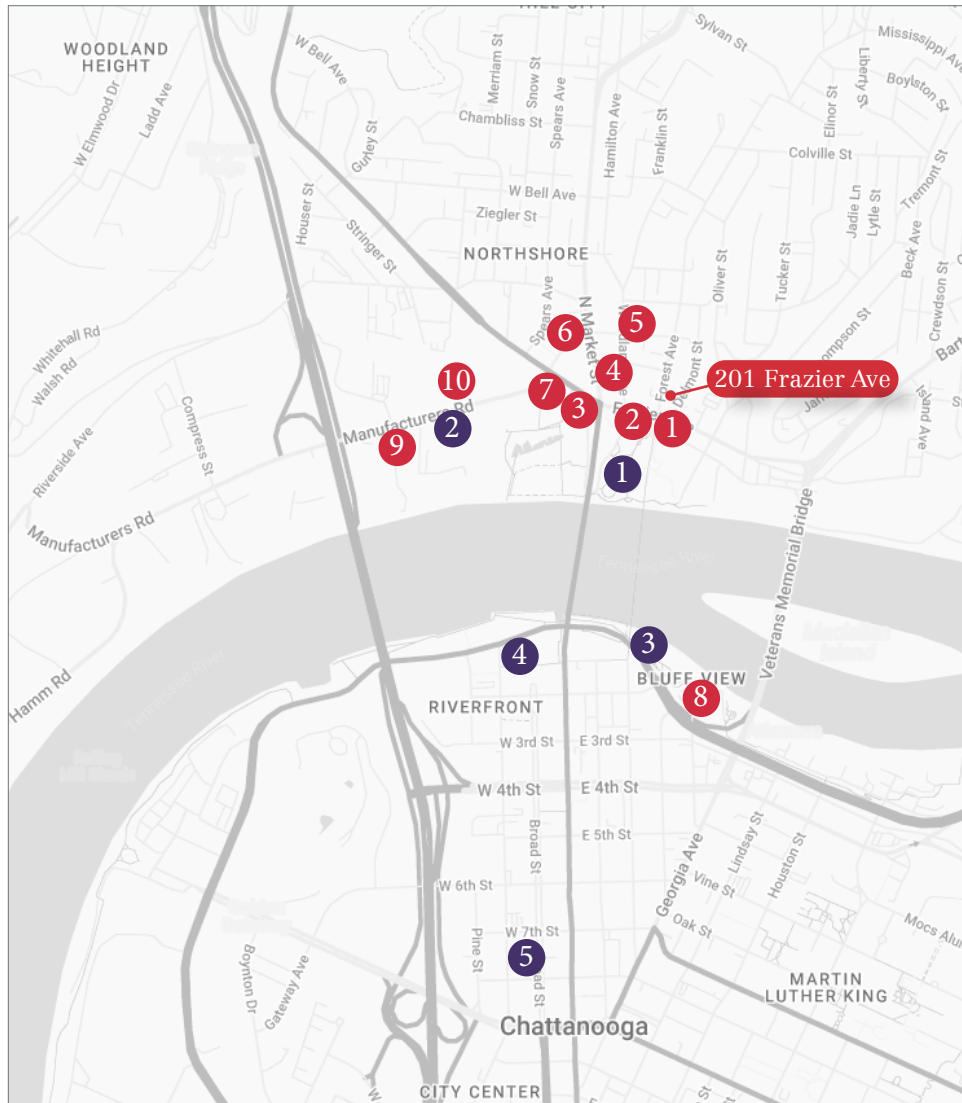 WOODLAND
HEIGHT
W Elmwood Dr
Ladd Ave
W Bell Ave
Gurley St
Merriam St
Snow St
Spears Ave
Chambliss St
Hamilton Ave
Franklin St
Sylvan St
Mississippi Ave
Liberty St
Boylston St
Elinor St
Colville St
Tremont St
W Bell Ave
Ziegler St
Houser St
Stringer St
NORTHSHORE
Jadie Ln
Lytle St
Beck Ave
Oliver St
Tucker St
Crewdson St
Spears Ave
N Market St
6
5
4
Whitehall Rd
Walsh Rd
10
7
3
2
1
Forest Ave
Delmont St
201 Frazier Ave
Island Ave
Manufacturers Rd
2
9
Compress St
Riverside Ave
1
Manufacturers Rd
Veterans Memorial Bridge
Tennessee River
Hamm Rd
Tennessee River
4
3
BLUFF VIEW
8
RIVERFRONT
W 3rd St
E 3rd St
W 4th St
E 4th St
Broad St
E 5th St
Georgia Ave
Lindsay St
Houston St
Vine St
W 6th St
Oak St
Pine St
W 7th St
5
Boynton Dr
Gateway Ave
MARTIN
LUTHER KING
Chattanooga
CITY CENTER